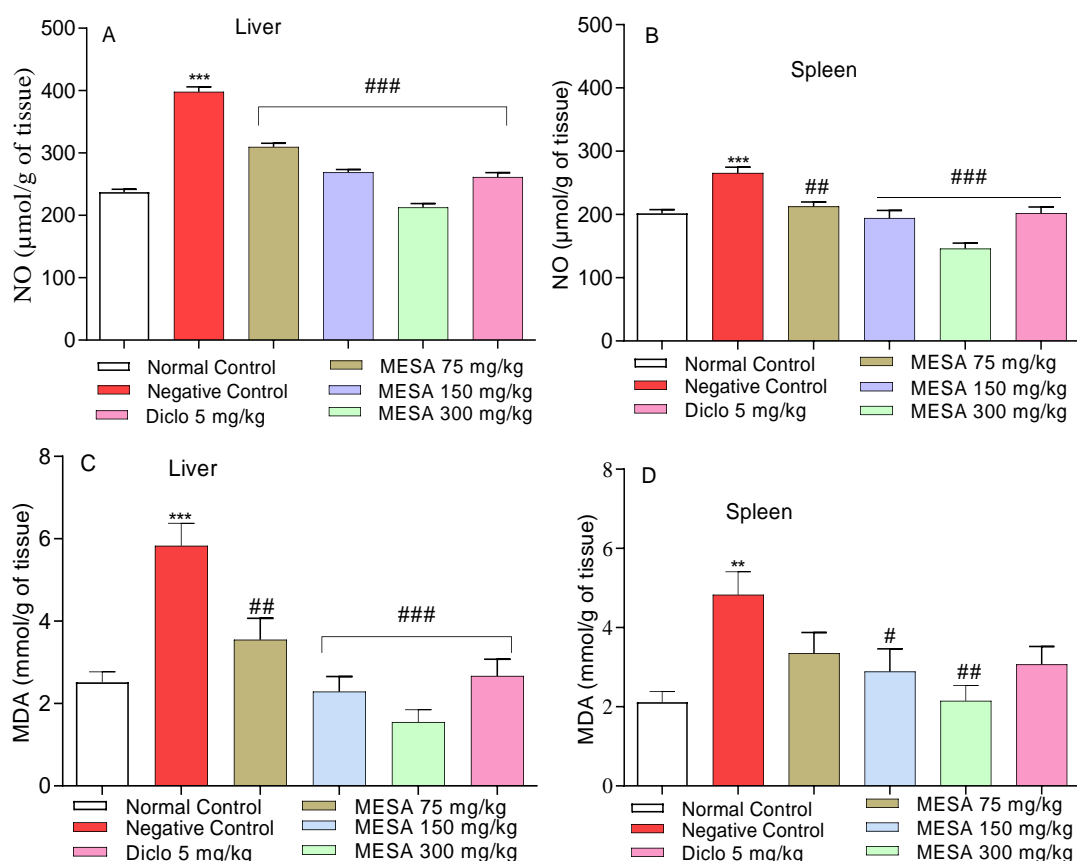 A
Liver
NO (µmol/g of tissue)
500
400
300
200
100
0
***
###
Normal Control
Negative Control
Diclo 5 mg/kg
MESA 75 mg/kg
MESA 150 mg/kg
MESA 300 mg/kg
B
Spleen
NO (µmol/g of tissue)
500
400
300
200
100
0
***
##
###
Normal Control
Negative Control
Diclo 5 mg/kg
MESA 75 mg/kg
MESA 150 mg/kg
MESA 300 mg/kg
C
Liver
MDA (mmol/g of tissue)
8
6
4
2
0
***
##
###
Normal Control
Negative Control
Diclo 5 mg/kg
MESA 75 mg/kg
MESA 150 mg/kg
MESA 300 mg/kg
D
Spleen
MDA (mmol/g of tissue)
8
6
4
2
0
**
#
##
Normal Control
Negative Control
Diclo 5 mg/kg
MESA 75 mg/kg
MESA 150 mg/kg
MESA 300 mg/kg